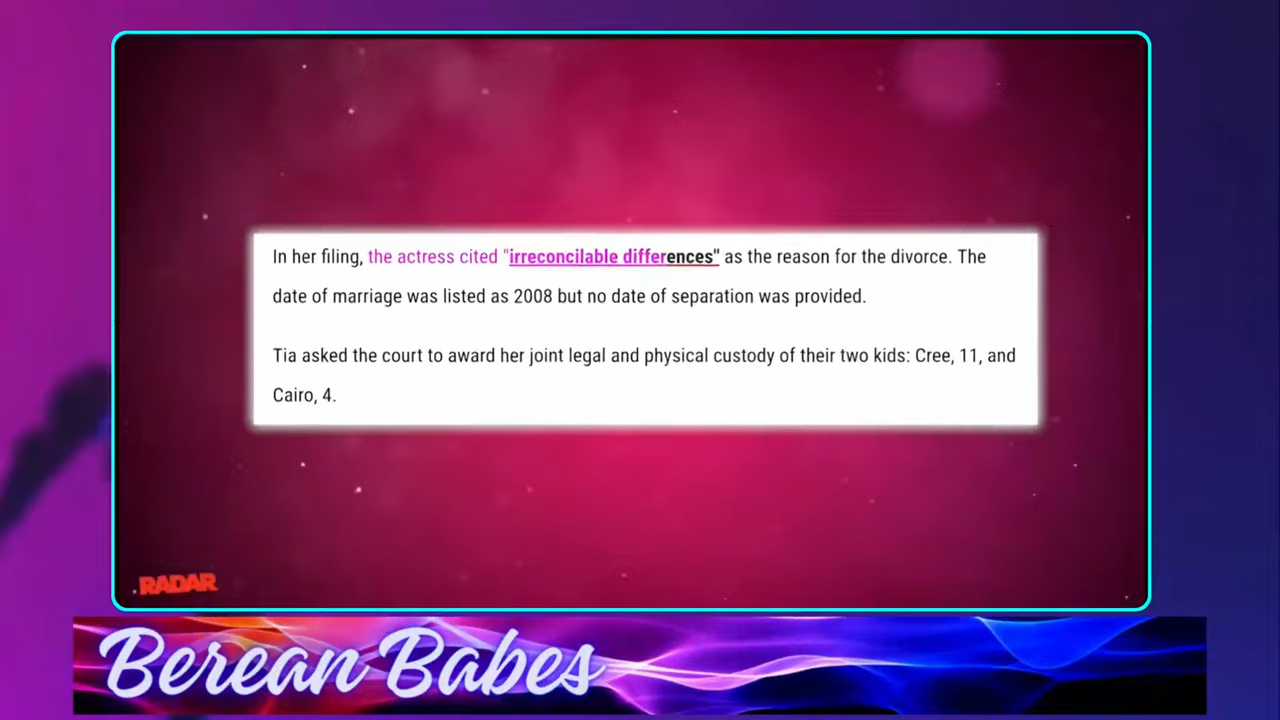 In her filing, the actress cited "irreconcilable differences" as the reason for the divorce. The
date of marriage was listed as 2008 but no date of separation was provided.
Tia asked the court to award her joint legal and physical custody of their two kids: Cree, 11, and
Cairo, 4.
RADAR
Berean Babes